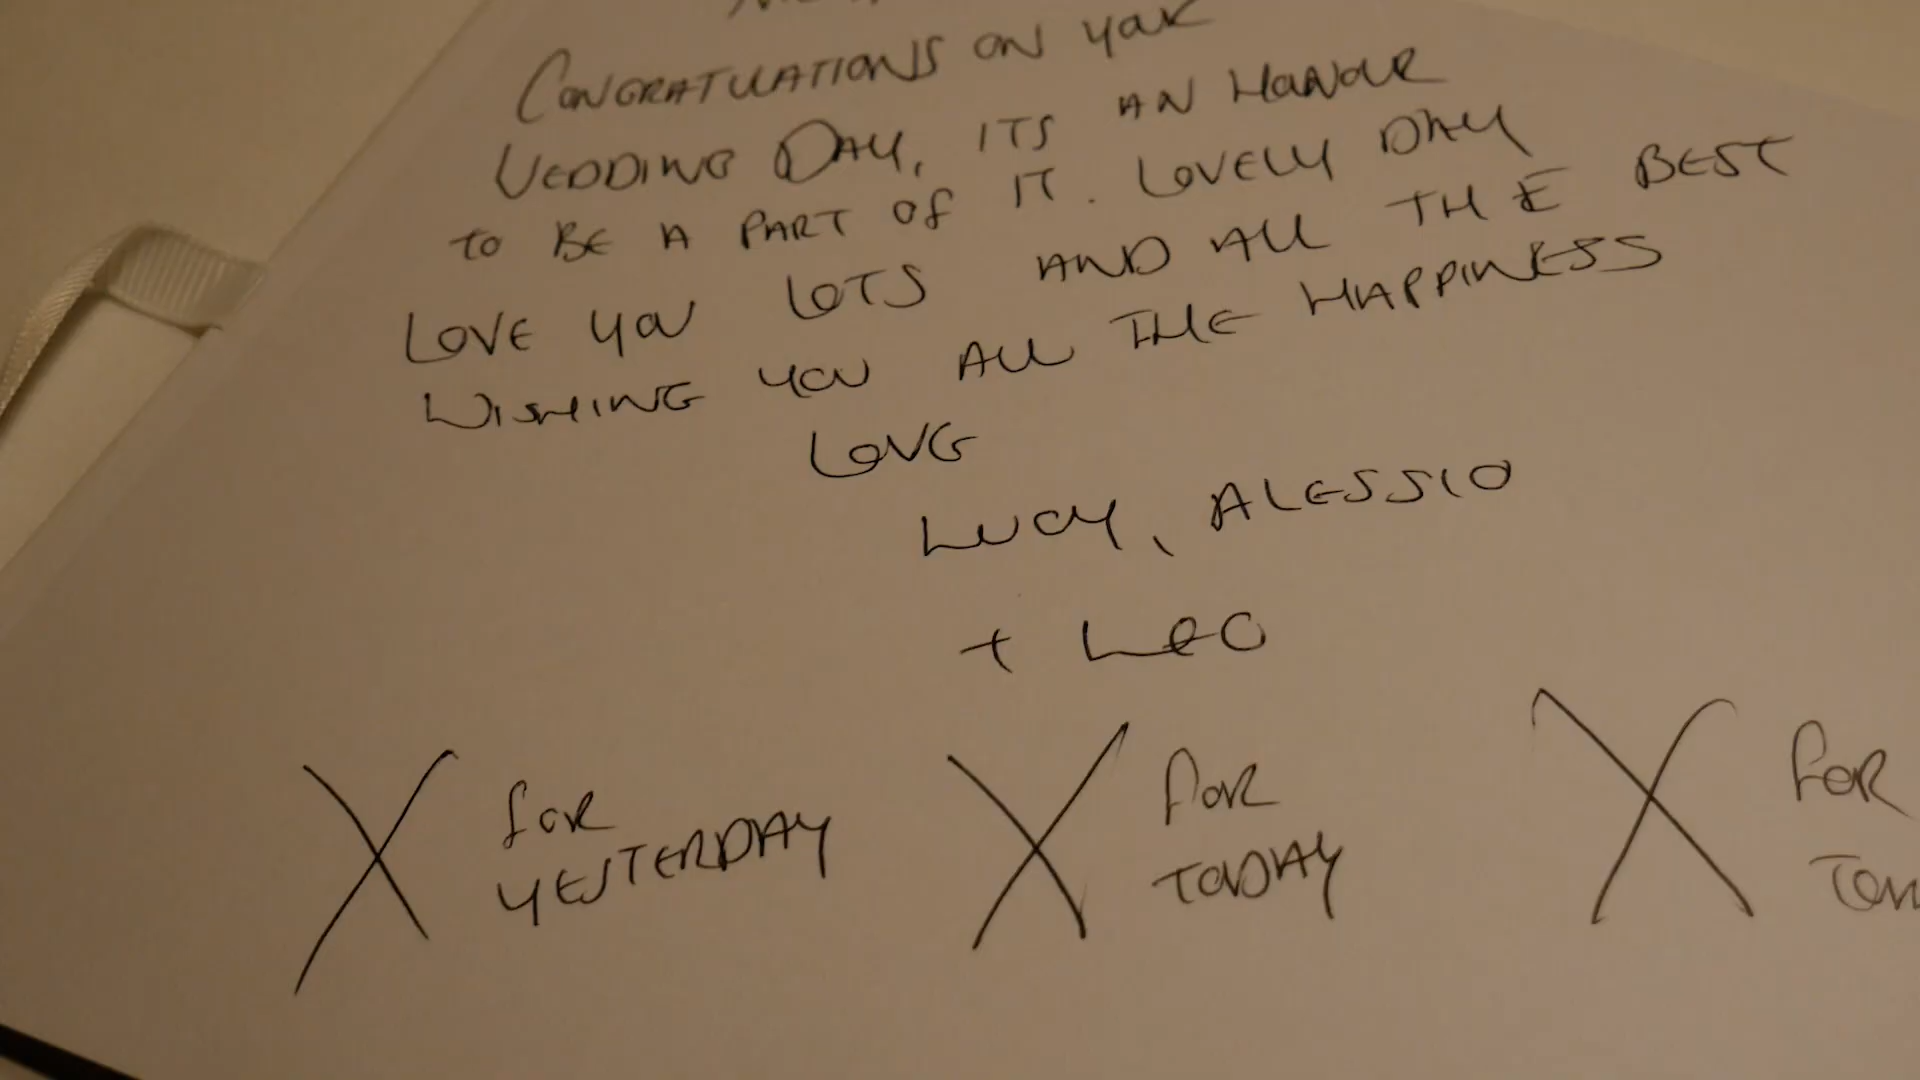 CONGRATULATIONS ON YOUR
WEDDING DAY, ITS AN HONOUR
TO BE A PART OF IT. LOVELY DAY
LOVE YOU LOTS AND ALL THE BEST
WISHING YOU ALL THE HAPPINESS
LOVE
LUCY, ALESSIO
+ LEO
X for YESTERDAY
X for TODAY
X for